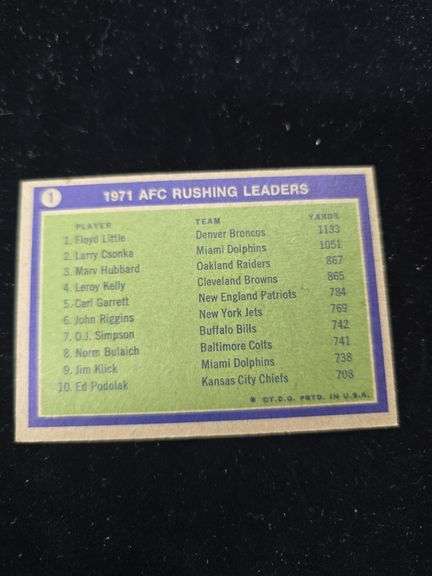 1 1971 AFC RUSHING LEADERS
PLAYER TEAM YARDS
1. Floyd Little Denver Broncos 1133
2. Larry Csonka Miami Dolphins 1051
3. Marv Hubbard Oakland Raiders 867
4. Leroy Kelly Cleveland Browns 865
5. Carl Garrett New England Patriots 784
6. John Riggins New York Jets 769
7. O.J. Simpson Buffalo Bills 742
8. Norm Bulaich Baltimore Colts 741
9. Jim Kiick Miami Dolphins 738
10. Ed Podolak Kansas City Chiefs 708
* ©T.C.G. PRTD. IN U.S.A.